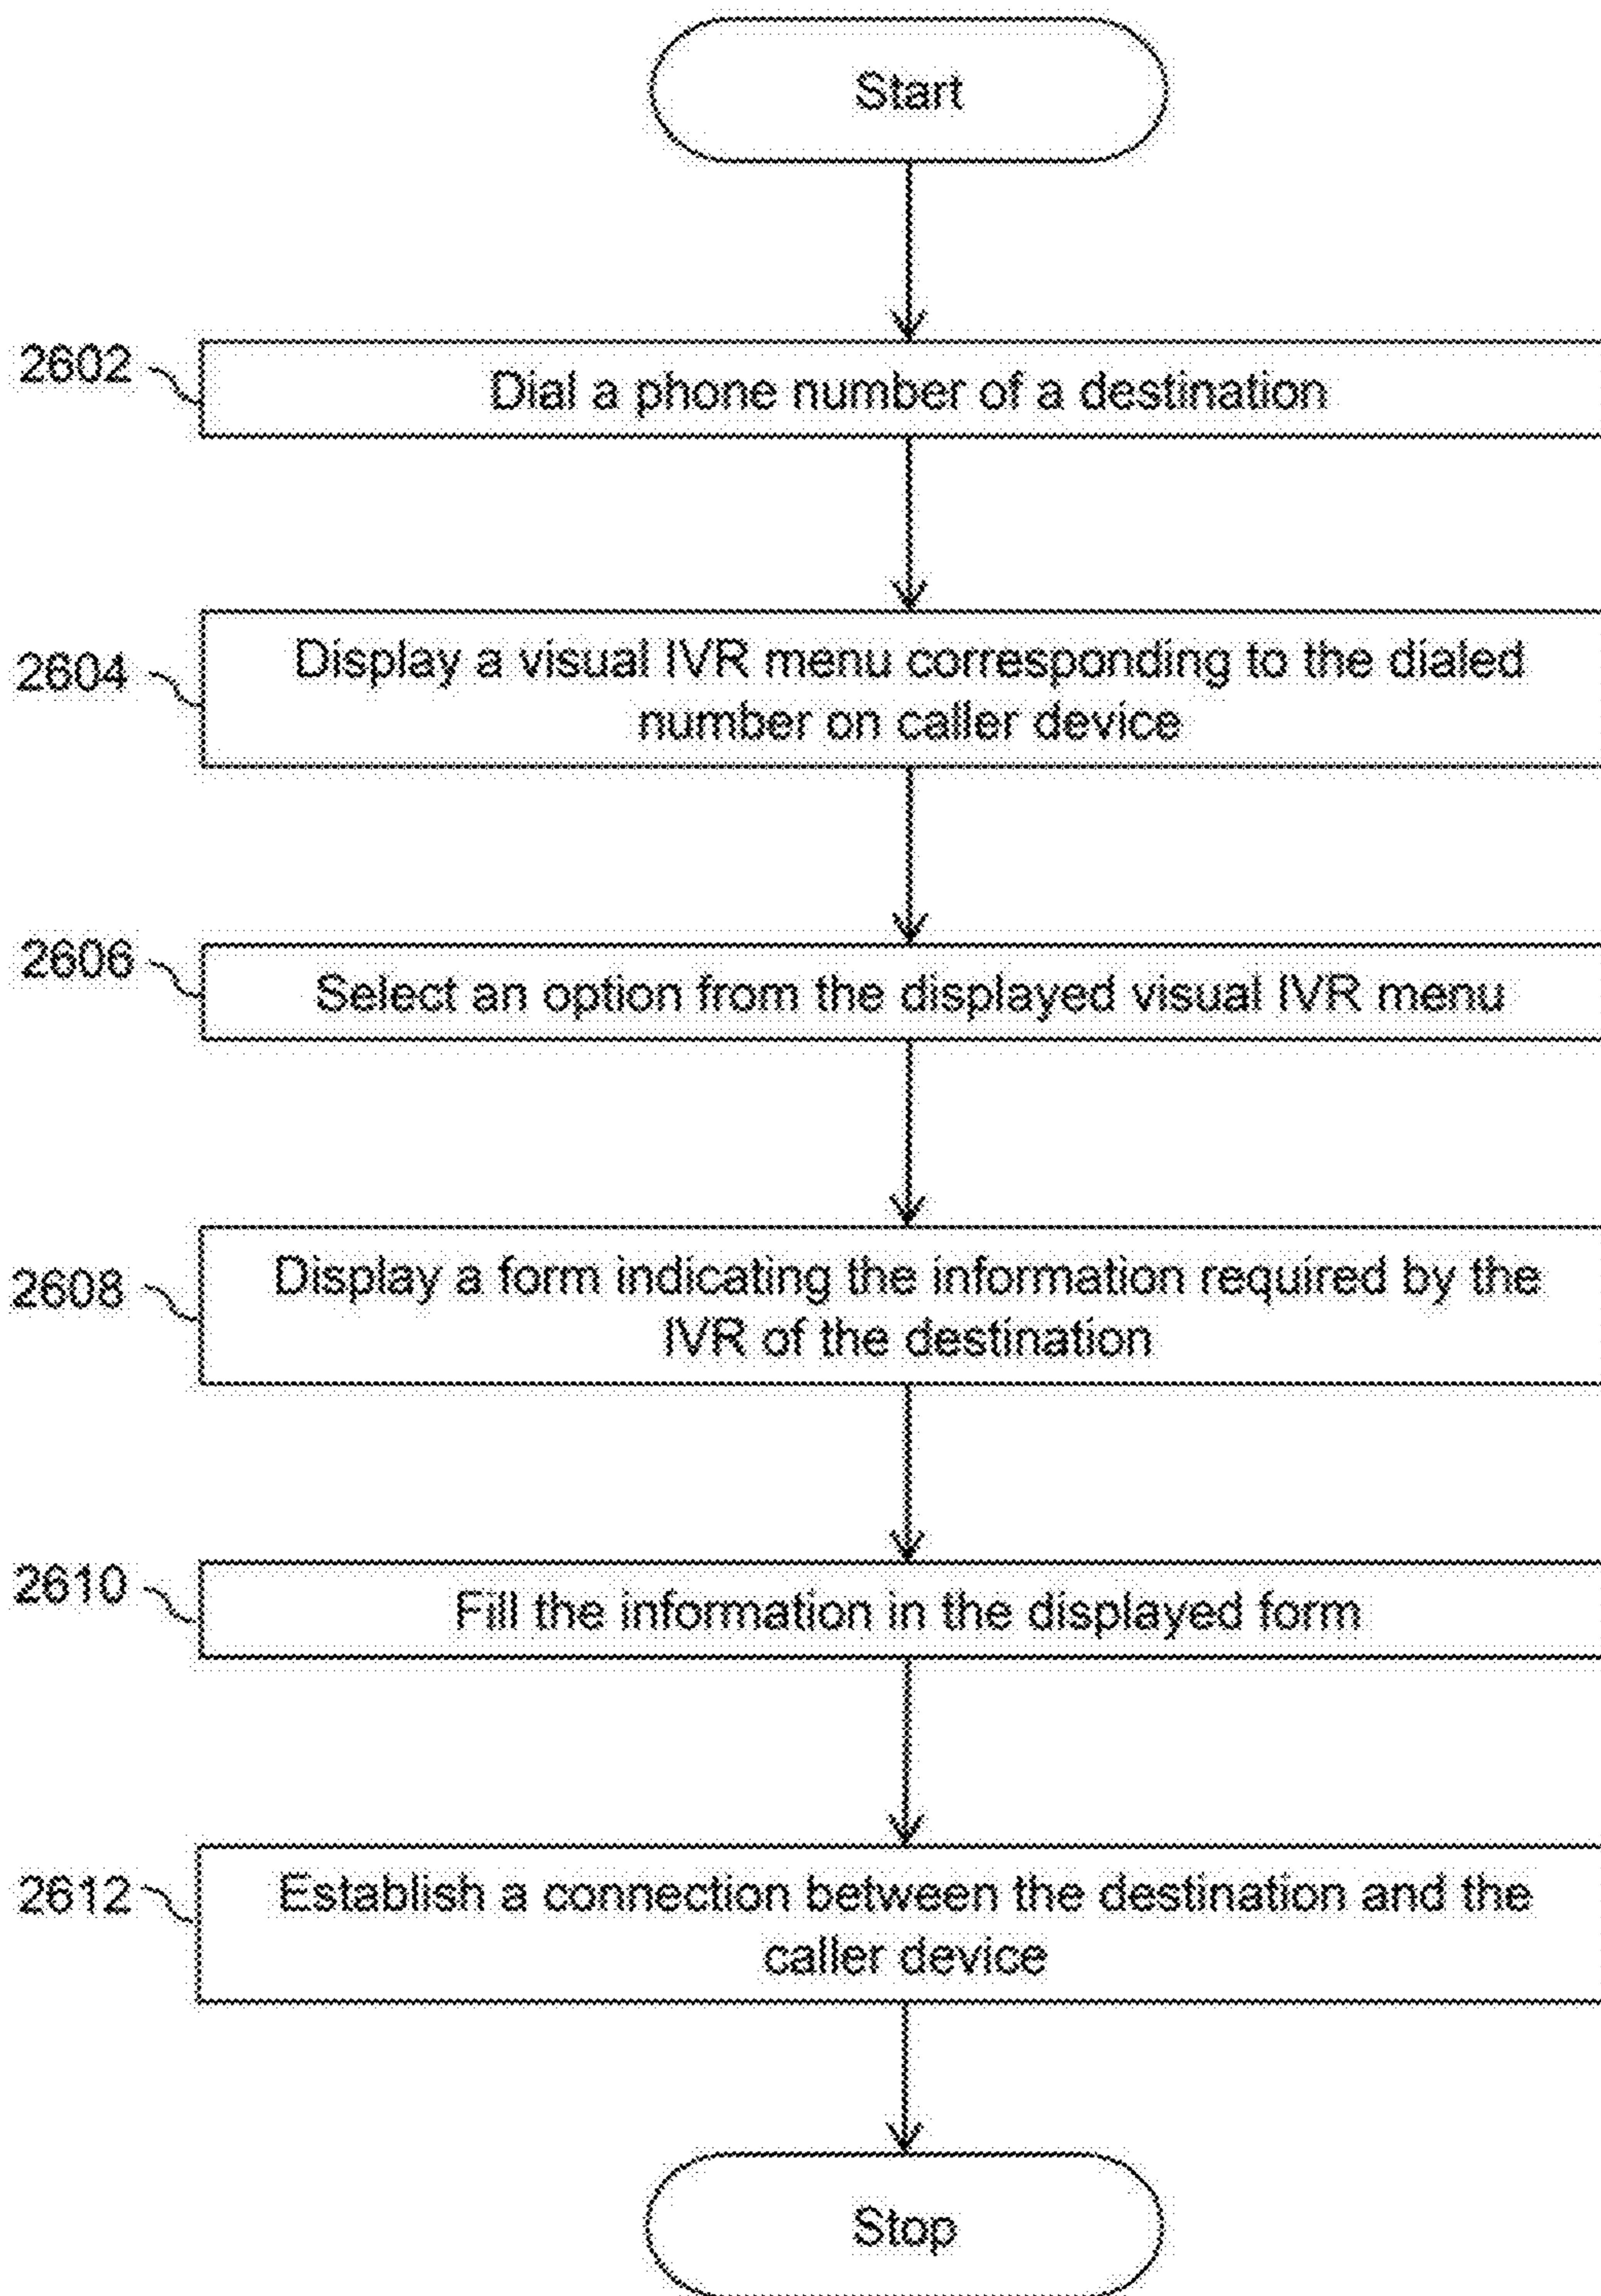 Start
2602
Dial a phone number of a destination
2604
Display a visual IVR menu corresponding to the dialed
number on caller device
2606
Select an option from the displayed visual IVR menu
2608
Display a form indicating the information required by the
IVR of the destination
2610
Fill the information in the displayed form
2612
Establish a connection between the destination and the
caller device
Stop